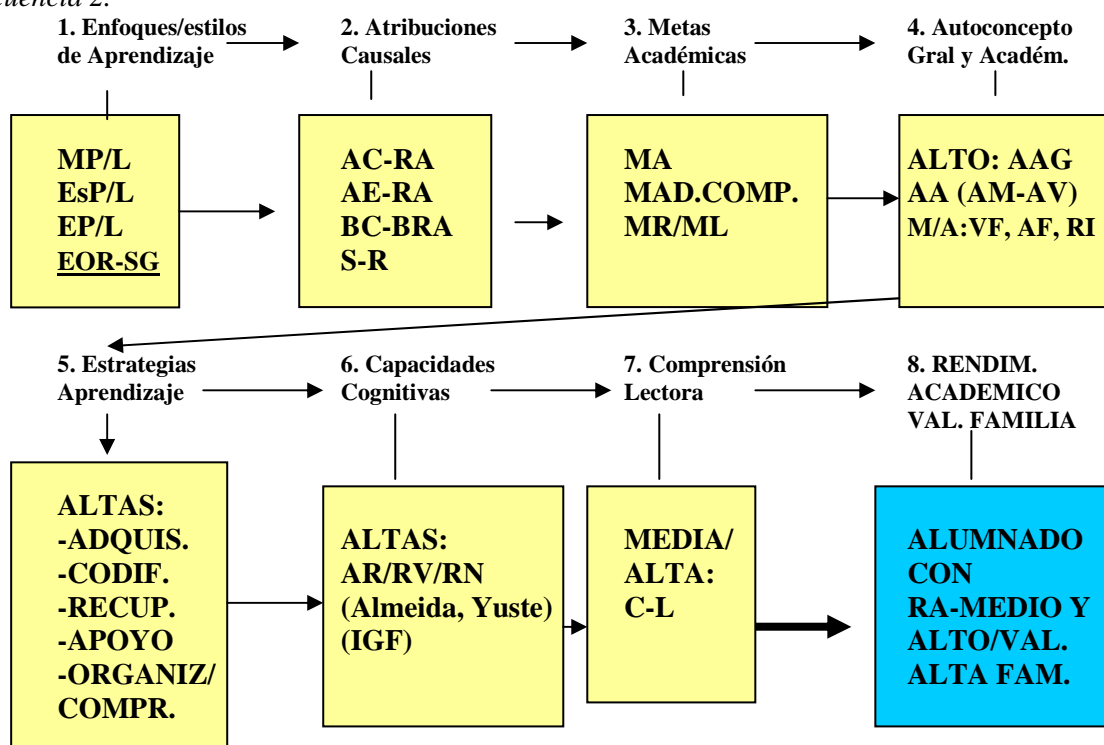 2.
1. Enfoques/estilos
de Aprendizaje
2. Atribuciones
Causales
3. Metas
Académicas
4. Autoconcepto
Gral y Académ.
MP/L
EsP/L
EP/L
EOR-SG
AC-RA
AE-RA
BC-BRA
S-R
MA
MAD.COMP.
MR/ML
ALTO: AAG
AA (AM-AV)
M/A:VF, AF, RI
5. Estrategias
Aprendizaje
6. Capacidades
Cognitivas
7. Comprensión
Lectora
8. RENDIM.
ACADEMICO
VAL. FAMILIA
ALTAS:
-ADQUIS.
-CODIF.
-RECUP.
-APOYO
-ORGANIZ/
COMPR.
ALTAS:
AR/RV/RN
(Almeida, Yuste)
(IGF)
MEDIA/
ALTA:
C-L
ALUMNADO
CON
RA-MEDIO Y
ALTO/VAL.
ALTA FAM.